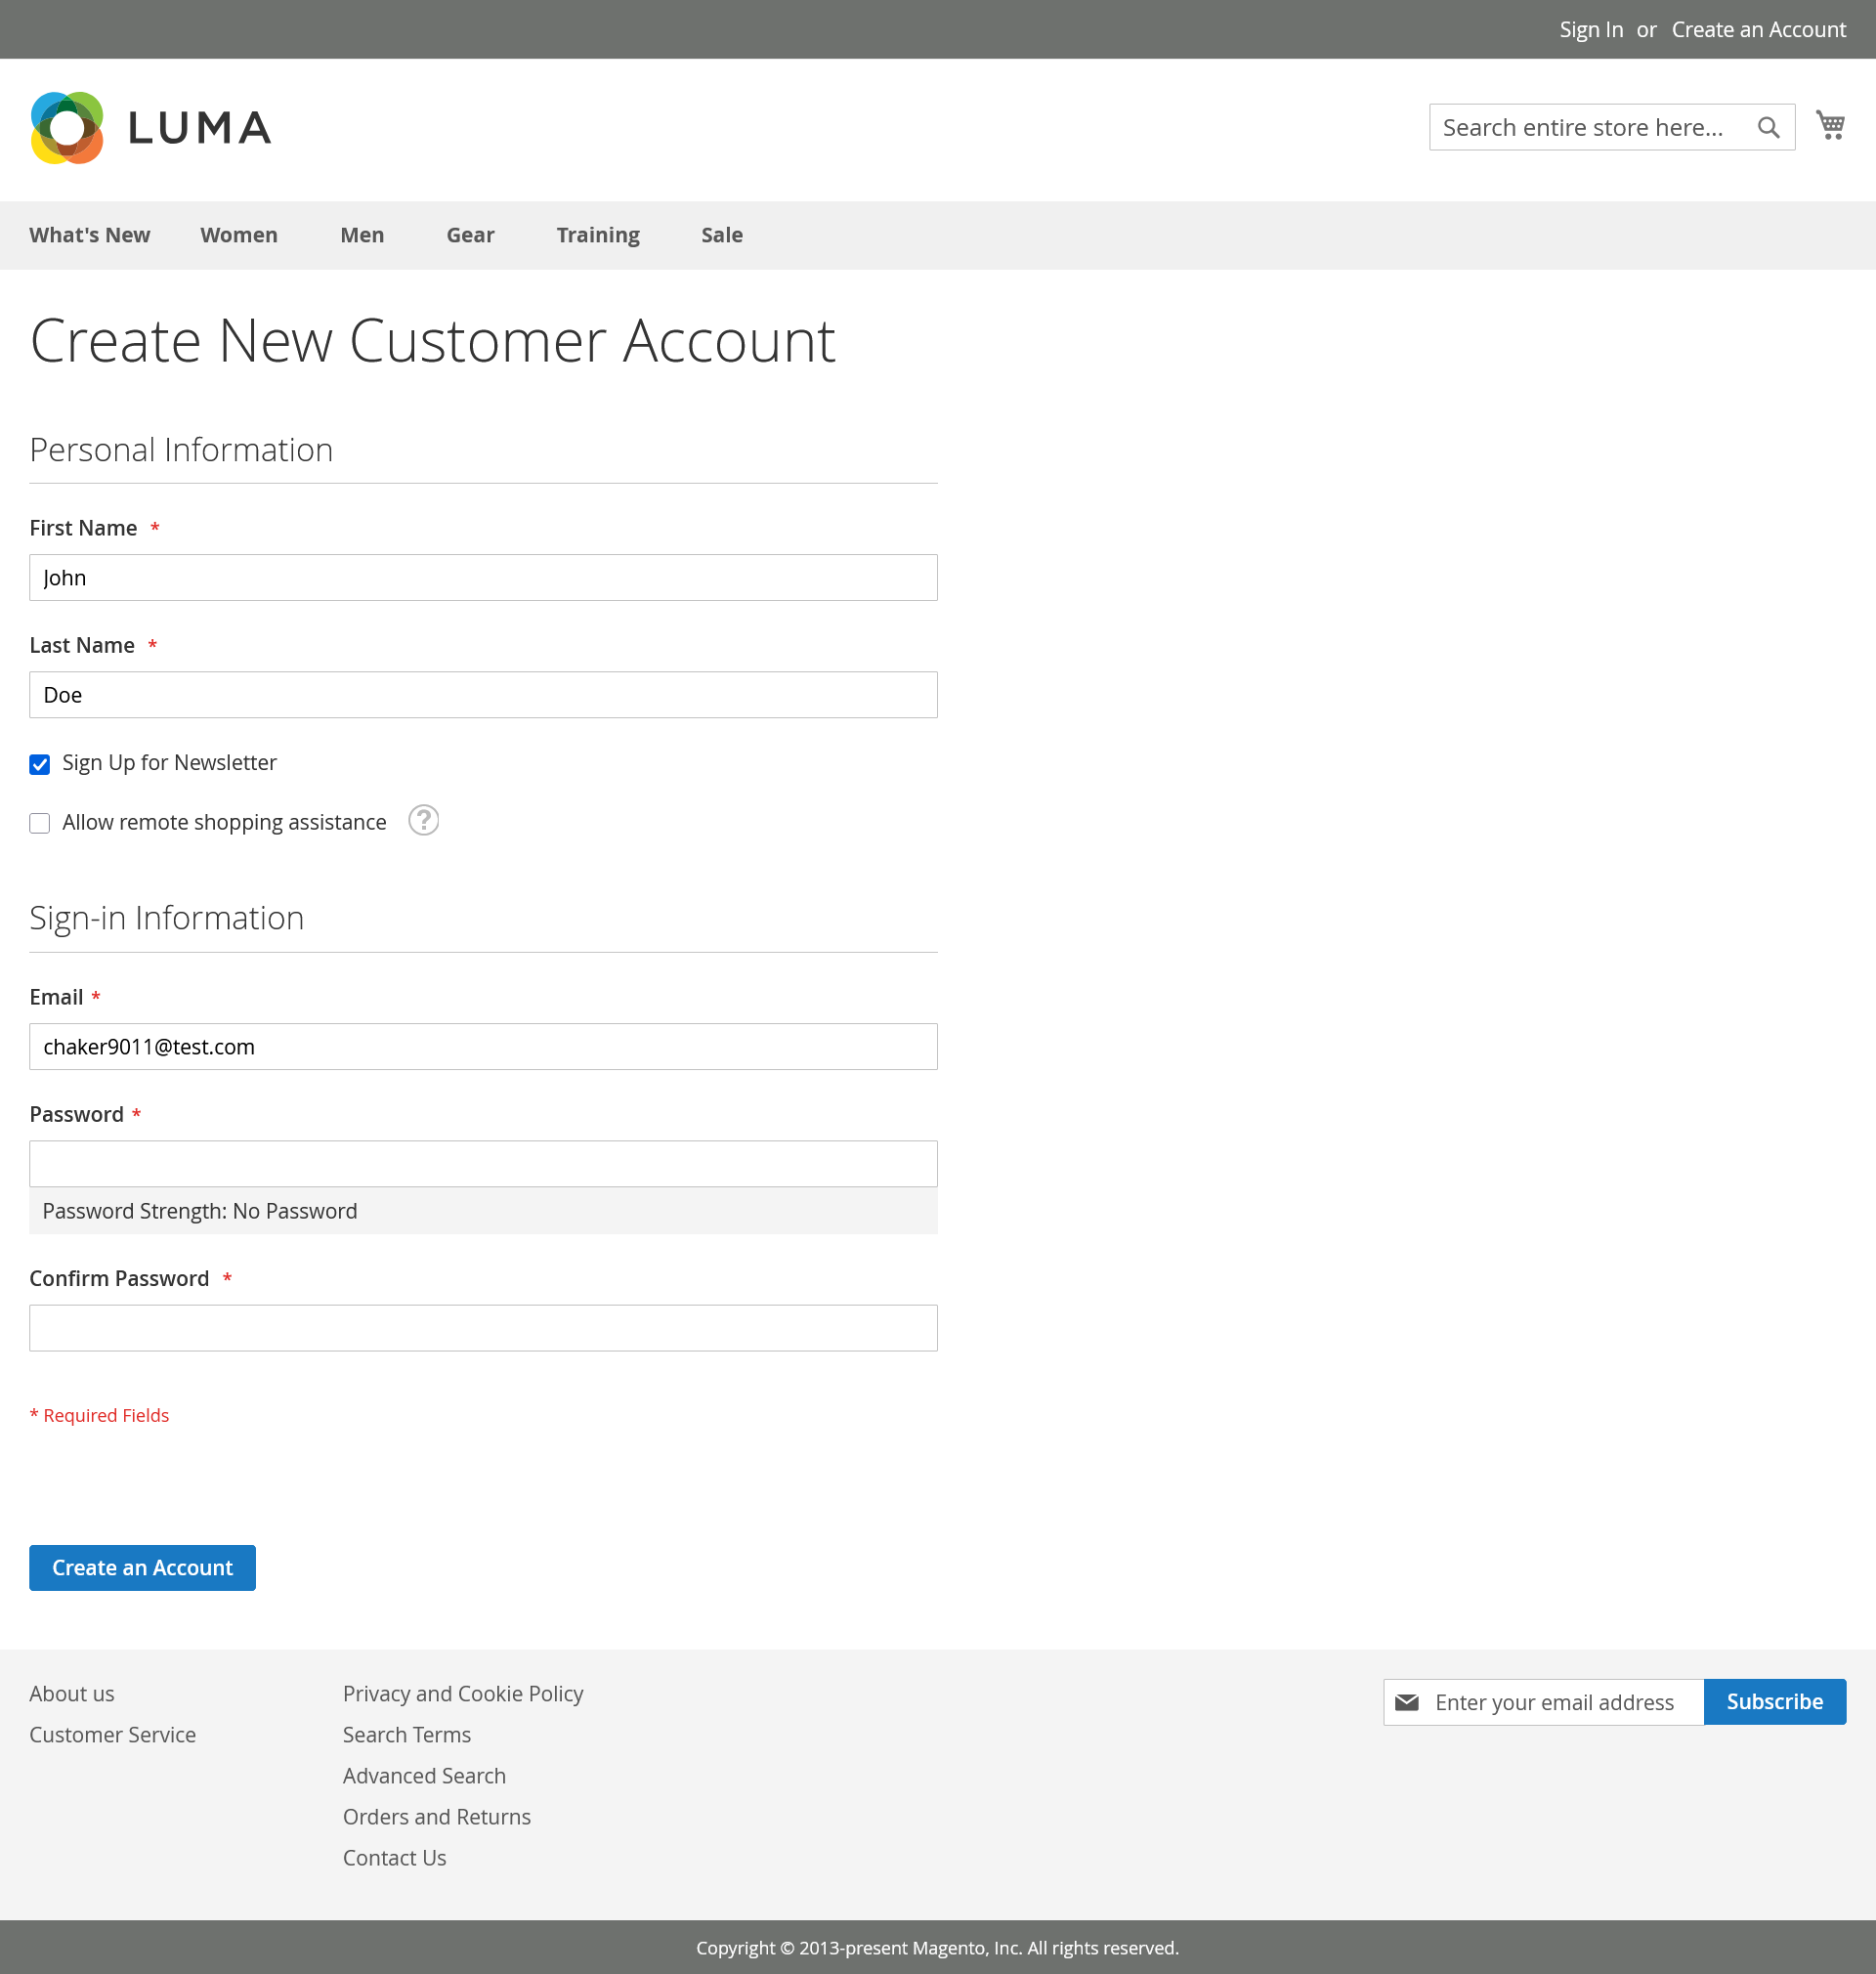 Sign In or Create an Account
LUMA
Search entire store here...
What's New Women Men Gear Training Sale
Create New Customer Account
Personal Information
First Name *
John
Last Name *
Doe
Sign Up for Newsletter
Allow remote shopping assistance ?
Sign-in Information
Email *
chaker9011@test.com
Password *
Password Strength: No Password
Confirm Password *
* Required Fields
Create an Account
About us
Customer Service
Privacy and Cookie Policy
Search Terms
Advanced Search
Orders and Returns
Contact Us
Enter your email address
Subscribe
Copyright © 2013-present Magento, Inc. All rights reserved.